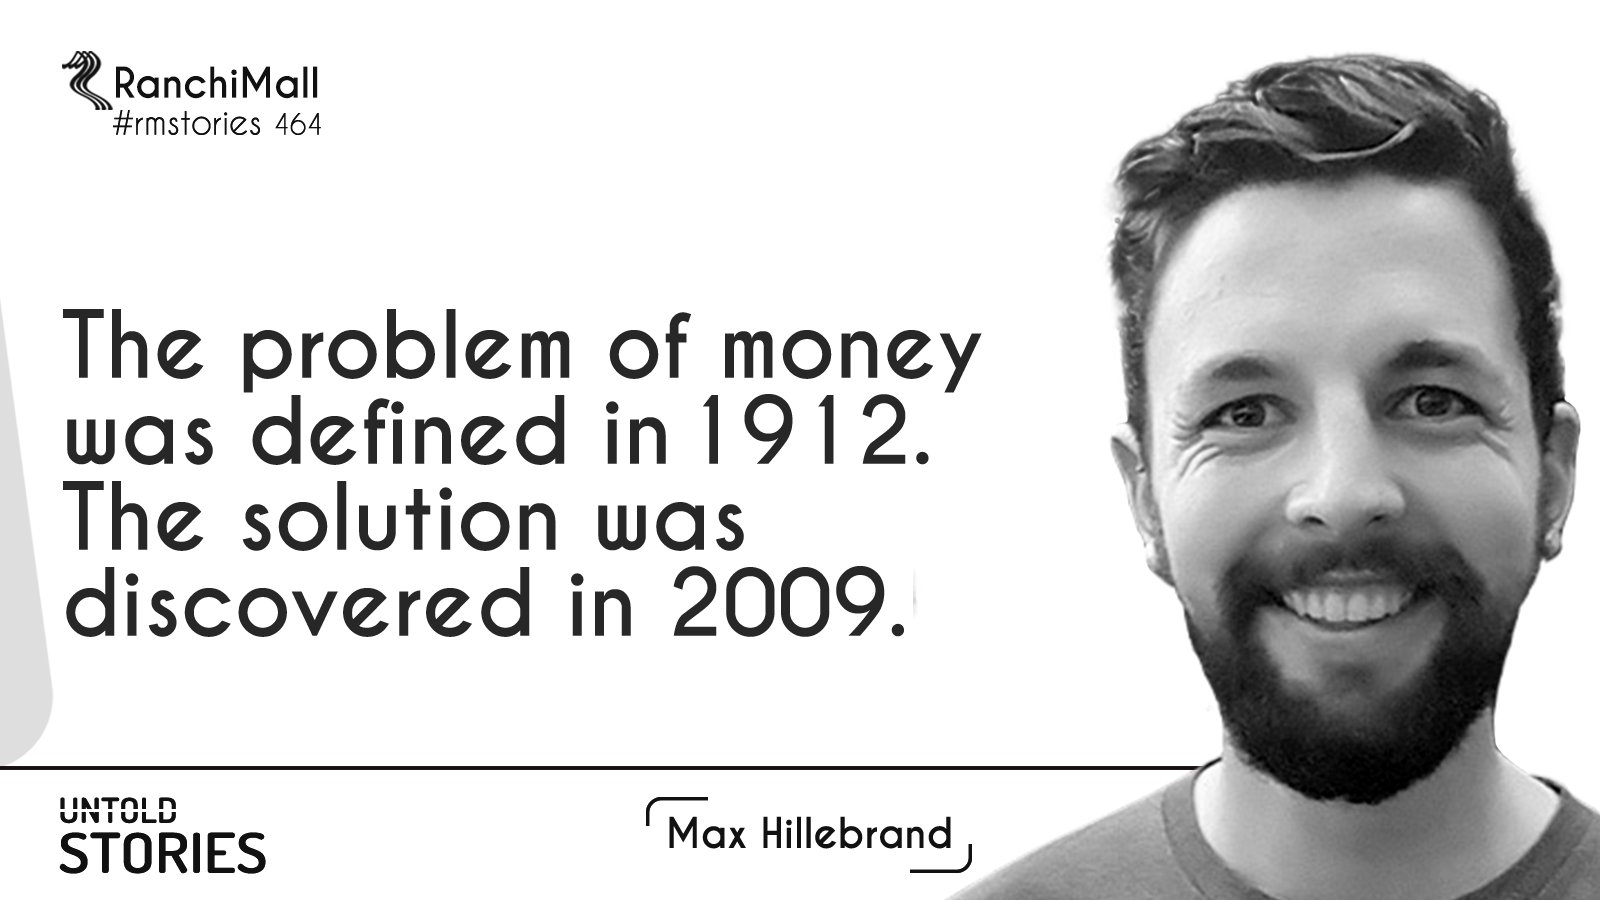 RanchiMall
#rmstories 464
The problem of money
was defined in 1912.
The solution was
discovered in 2009.
UNTOLD
STORIES
Max Hillebrand